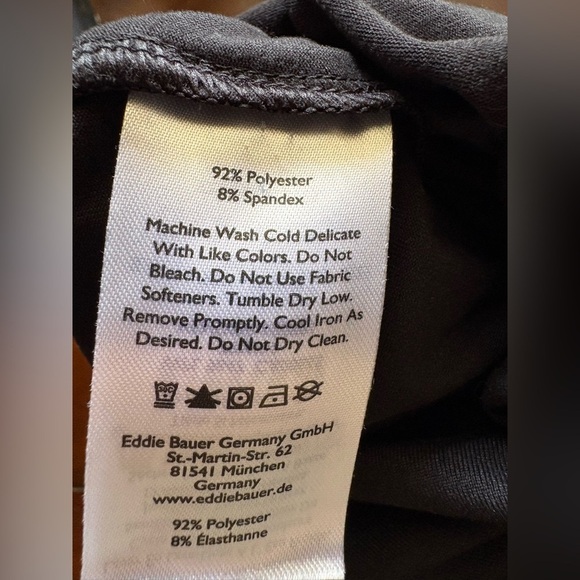 92% Polyester
8% Spandex
Machine Wash Cold Delicate
With Like Colors. Do Not
Bleach. Do Not Use Fabric
Softeners. Tumble Dry Low.
Remove Promptly. Cool Iron As
Desired. Do Not Dry Clean.
Eddie Bauer Germany GmbH
St.-Martin-Str. 62
81541 München
Germany
www.eddiebauer.de
92% Polyester
8% Élasthanne